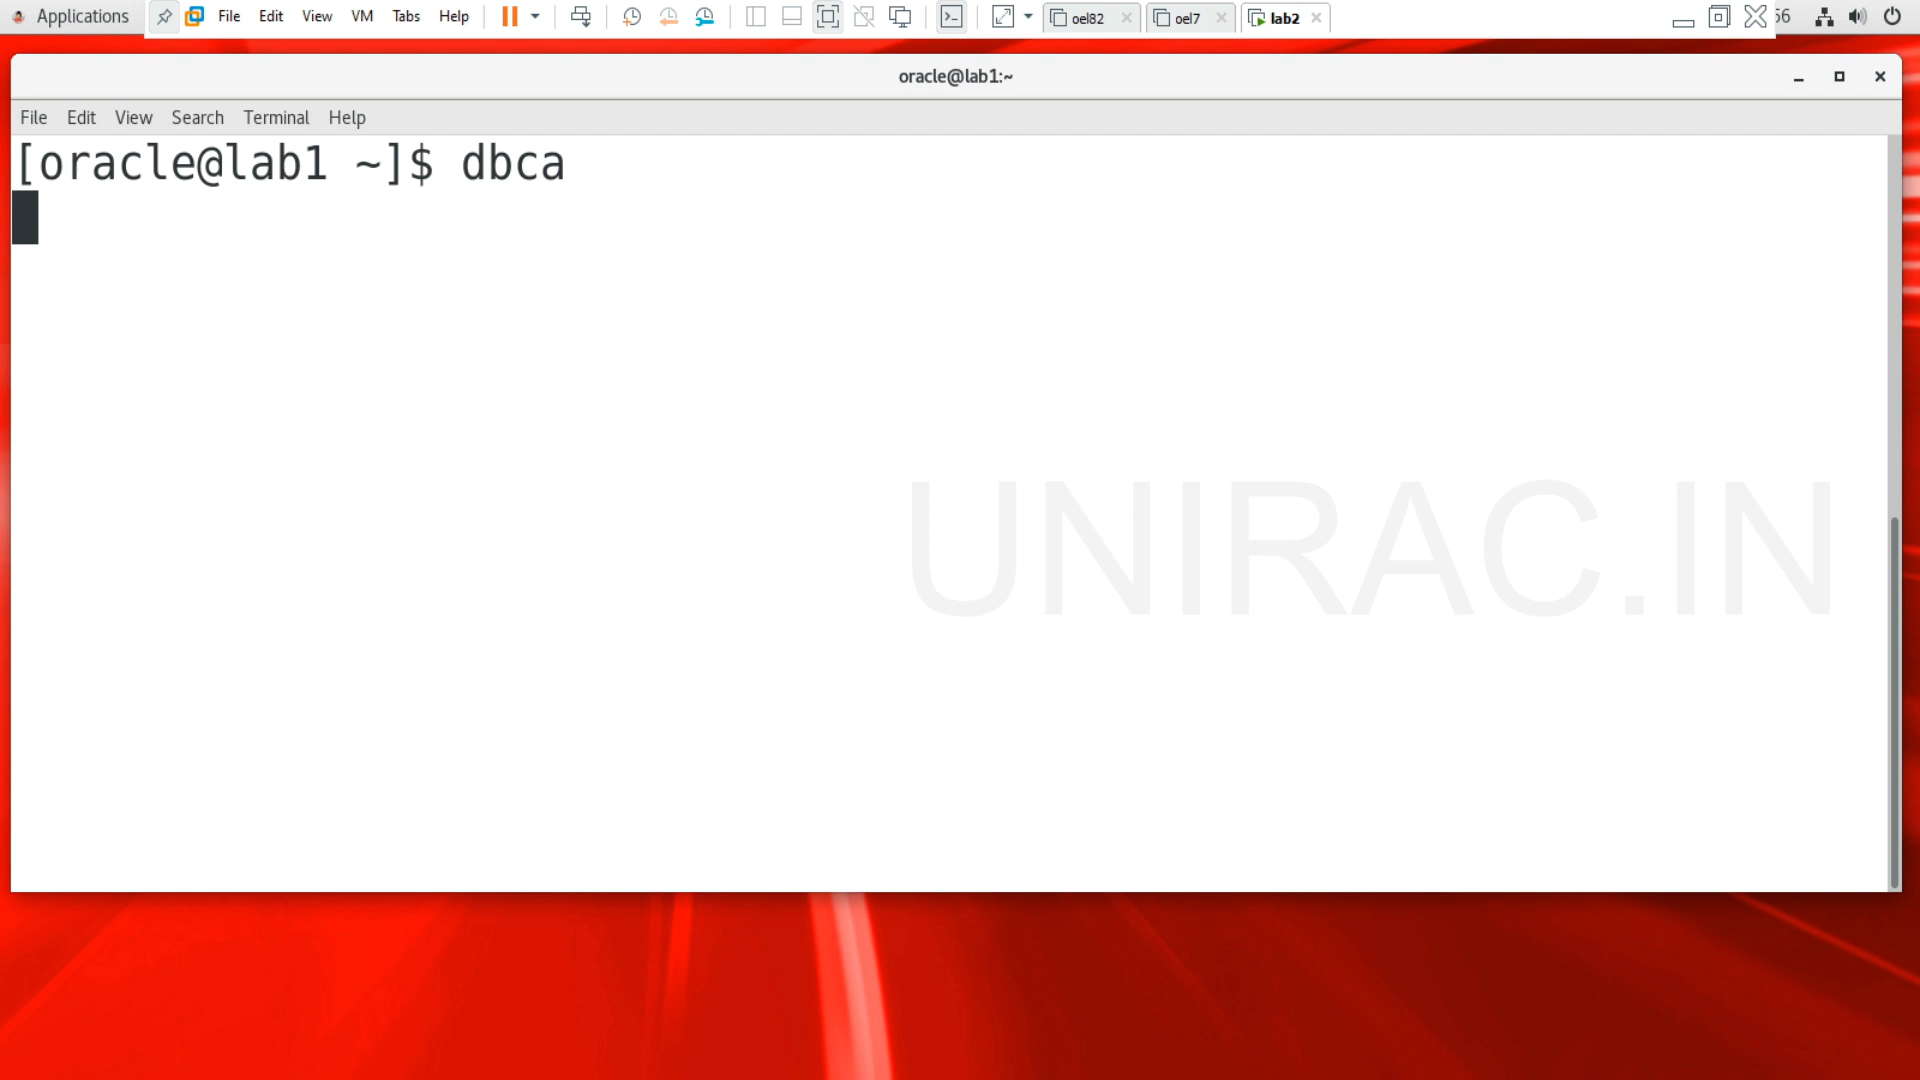 Applications File Edit View VM Tabs Help oel82 oel7 lab2 56
oracle@lab1:~
File Edit View Search Terminal Help
[oracle@lab1 ~]$ dbca
UNIRAC.IN